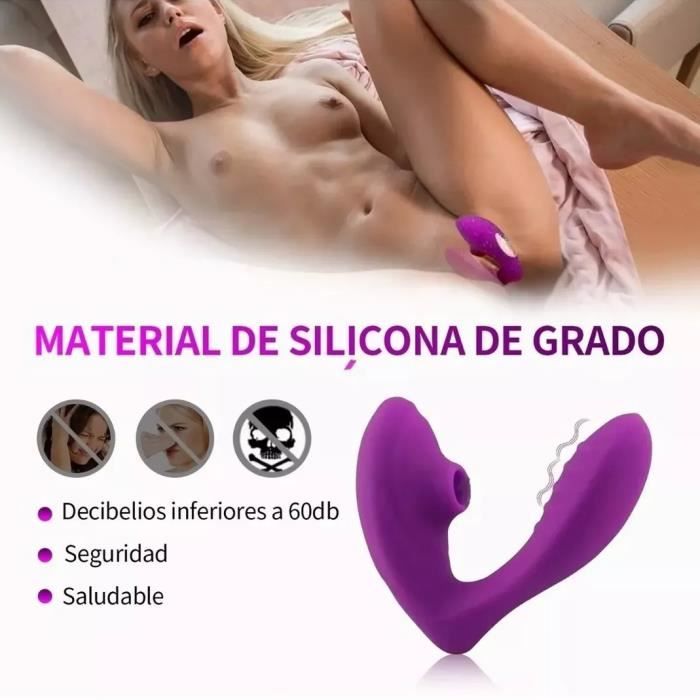 MATERIAL DE SILÍCONA DE GRADO
Decibelios inferiores a 60db
Seguridad
Saludable